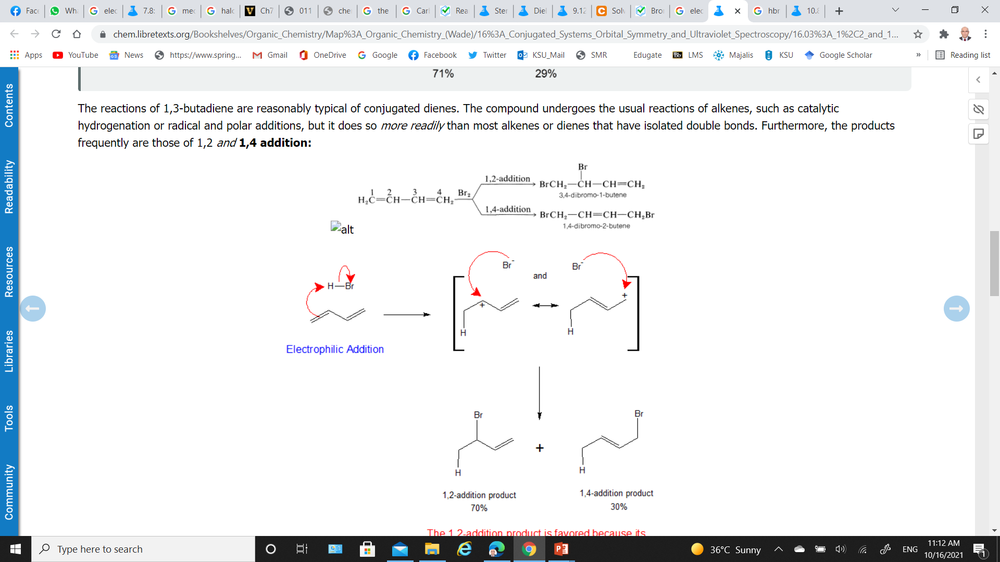 Face
Wha
elec
7.8:
mec
halo
Ch7
011
che
the
Carl
Rea
Ster
Diel
9.12
Solv
Bro
elec
hbr
10.8
chem.libretexts.org/Bookshelves/Organic_Chemistry/Map%3A_Organic_Chemistry_(Wade)/16%3A_Conjugated_Systems_Orbital_Symmetry_and_Ultraviolet_Spectroscopy/16.03%3A_1%2C2_and_1...
Apps YouTube News https://www.spring... Gmail OneDrive Google Facebook Twitter KSU_Mail SMR Edugate Bb LMS Majalis KSU Google Scholar » Reading list
Contents
Readability
Resources
Libraries
Tools
Community
71% 29%
The reactions of 1,3-butadiene are reasonably typical of conjugated dienes. The compound undergoes the usual reactions of alkenes, such as catalytic
hydrogenation or radical and polar additions, but it does so more readily than most alkenes or dienes that have isolated double bonds. Furthermore, the products
frequently are those of 1,2 and 1,4 addition:
Br
1,2-addition BrCH₂—CH—CH=CH₂
3,4-dibromo-1-butene
1 2 3 4 Br₂
H₂C=CH—CH=CH₂
1,4-addition BrCH₂—CH=CH—CH₂Br
1,4-dibromo-2-butene
alt
Br⁻ and Br⁻
H—Br
+ +
H H
Electrophilic Addition
Br Br
+
H H
1,2-addition product 1,4-addition product
70% 30%
The 1,2-addition product is favored because its
Type here to search
36°C Sunny
ENG
11:12 AM
10/16/2021
1